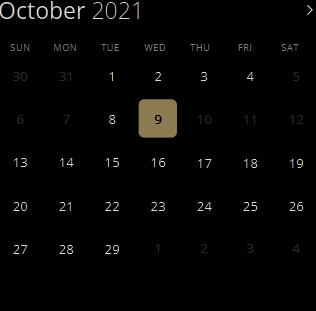 October 2021
SUN MON TUE WED THU FRI SAT
30 31 1 2 3 4 5
6 7 8 9 10 11 12
13 14 15 16 17 18 19
20 21 22 23 24 25 26
27 28 29 1 2 3 4